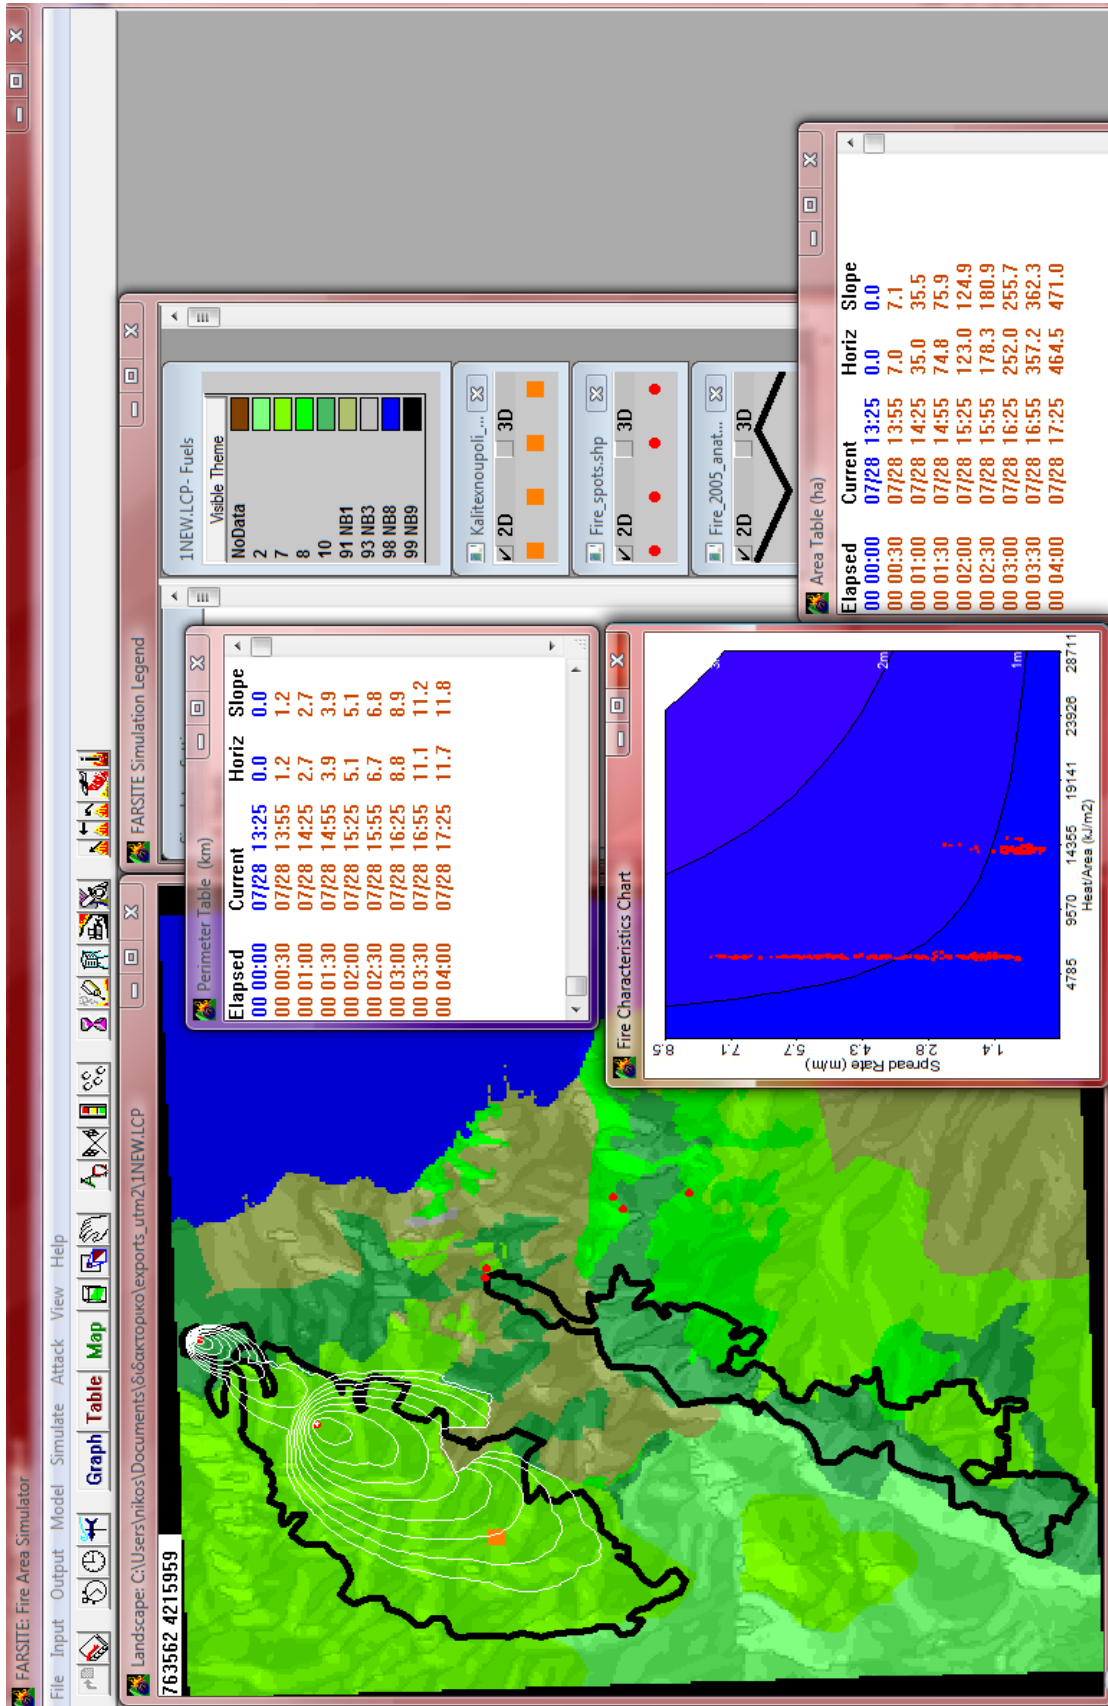 FARSITE: Fire Area Simulator
File Input Output Model Simulate Attack View Help
Graph Table Map
Landscape: C:\Users\nikos\Documents\διδακτορικο\exports_utm2\1NEW.LCP
763562 4215959
FARSITE Simulation Legend
1NEW.LCP- Fuels
Visible Theme
NoData
2
7
8
10
91 NB1
93 NB3
98 NB8
99 NB9
Kalitexnoupoli_...
2D 3D
Fire_spots.shp
2D 3D
Fire_2005_anat...
2D 3D
Perimeter Table (km)
Elapsed Current Horiz Slope
00 00:00 07/28 13:25 0.0 0.0
00 00:30 07/28 13:55 1.2 1.2
00 01:00 07/28 14:25 2.7 2.7
00 01:30 07/28 14:55 3.9 3.9
00 02:00 07/28 15:25 5.1 5.1
00 02:30 07/28 15:55 6.7 6.8
00 03:00 07/28 16:25 8.8 8.9
00 03:30 07/28 16:55 11.1 11.2
00 04:00 07/28 17:25 11.7 11.8
Fire Characteristics Chart
8.5
7.1
5.7
4.3
2.8
1.4
Spread Rate (m/m)
2m
1m
4785 9570 14355 19141 23926 28711
Heat/Area (kJ/m2)
Area Table (ha)
Elapsed Current Horiz Slope
00 00:00 07/28 13:25 0.0 0.0
00 00:30 07/28 13:55 7.0 7.1
00 01:00 07/28 14:25 35.0 35.5
00 01:30 07/28 14:55 74.8 75.9
00 02:00 07/28 15:25 123.0 124.9
00 02:30 07/28 15:55 178.3 180.9
00 03:00 07/28 16:25 252.0 255.7
00 03:30 07/28 16:55 357.2 362.3
00 04:00 07/28 17:25 464.5 471.0